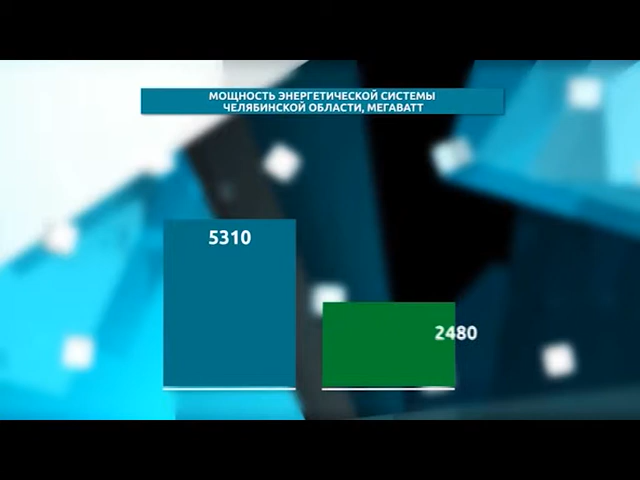 МОЩНОСТЬ ЭНЕРГЕТИЧЕСКОЙ СИСТЕМЫ
ЧЕЛЯБИНСКОЙ ОБЛАСТИ, МЕГАВАТТ
5310
2480